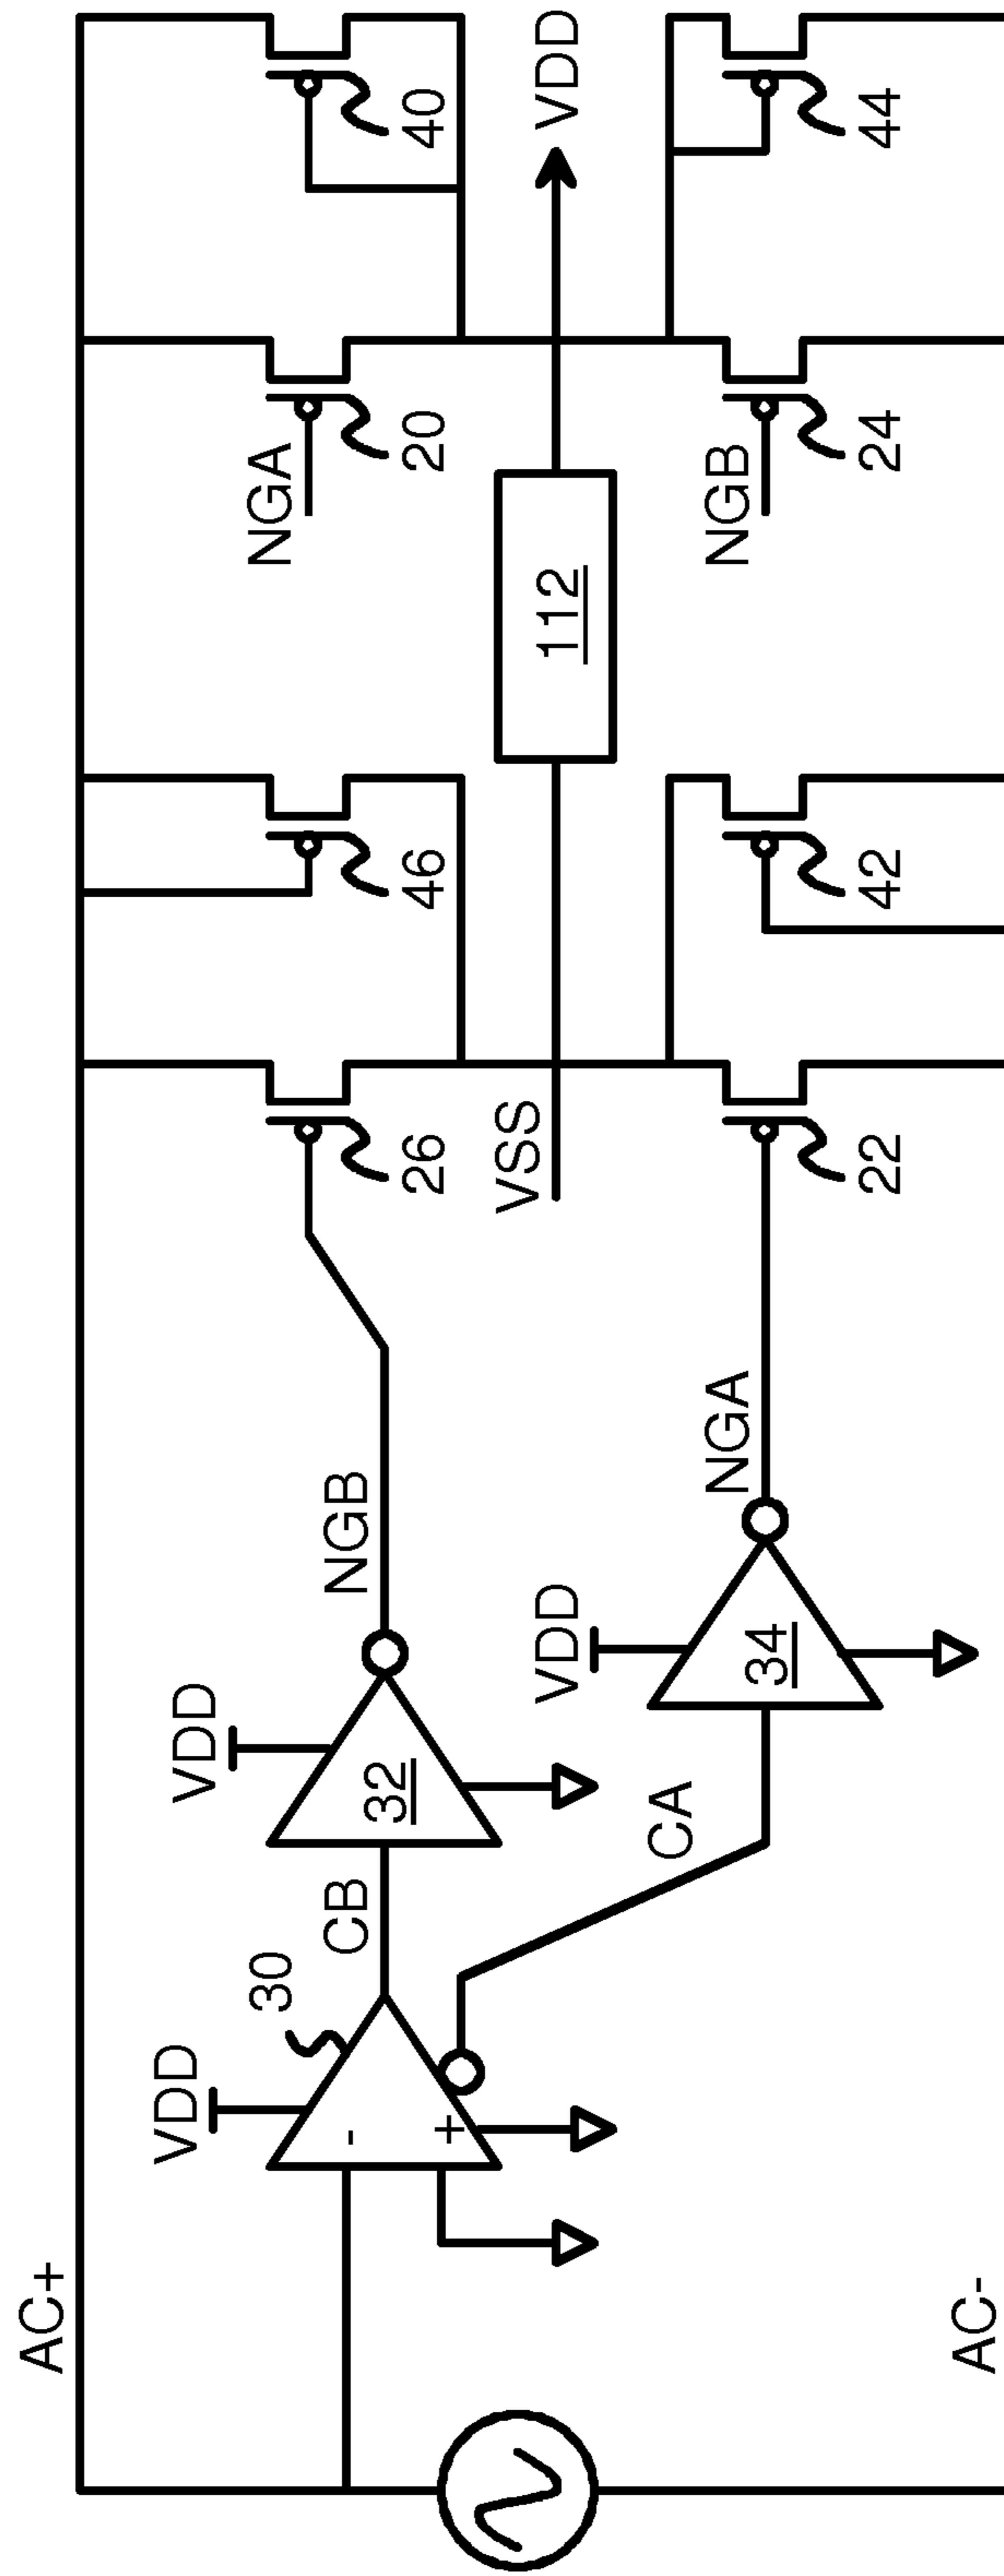 AC+
VDD
30
CB
VDD
32
NGB
26
46
NGA
20
40
-
+
CA
VDD
34
NGA
VSS
112
VDD
22
42
NGB
24
44
AC-